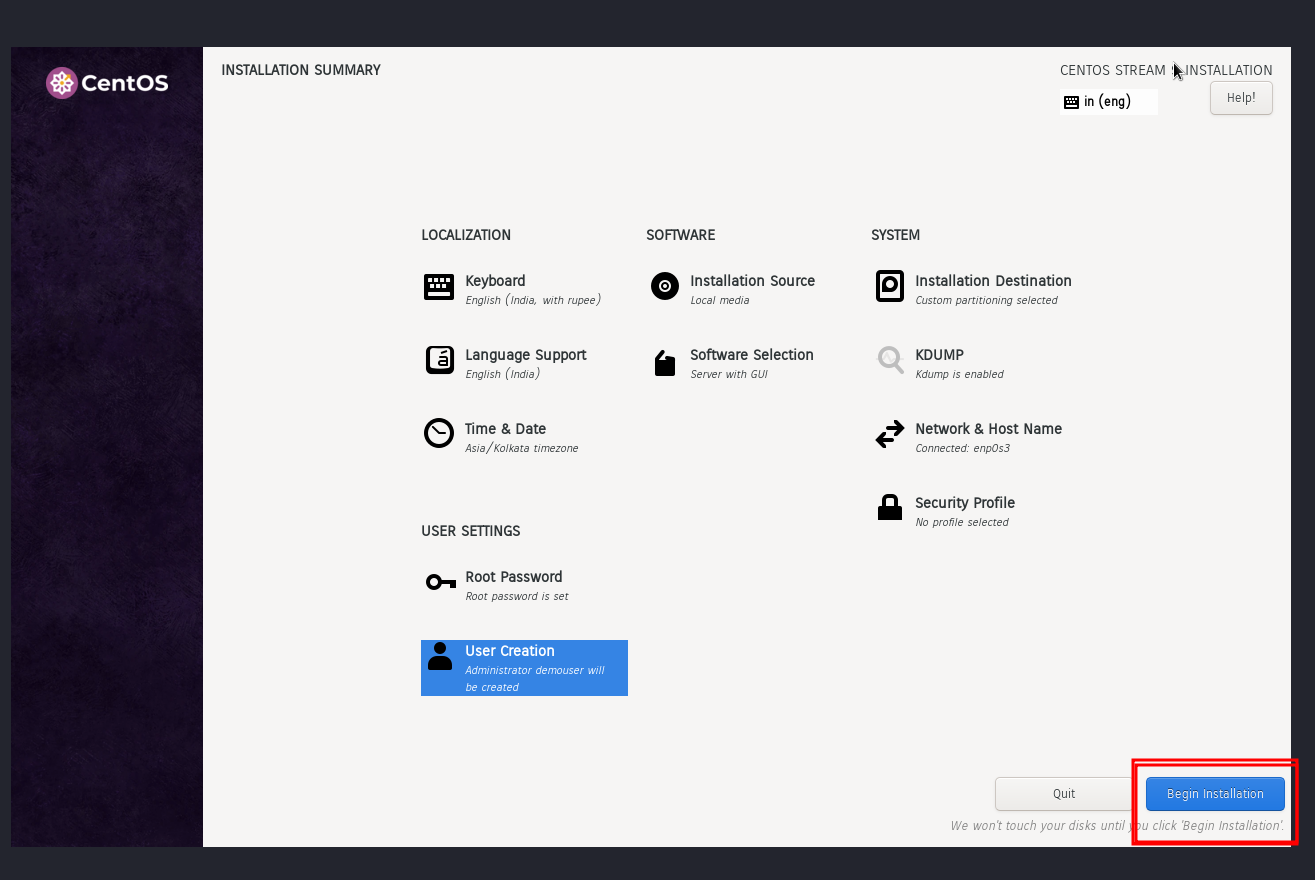 CentOS
INSTALLATION SUMMARY
CENTOS STREAM INSTALLATION
in (eng)
Help!
LOCALIZATION
Keyboard
English (India, with rupee)
Language Support
English (India)
Time & Date
Asia/Kolkata timezone
SOFTWARE
Installation Source
Local media
Software Selection
Server with GUI
SYSTEM
Installation Destination
Custom partitioning selected
KDUMP
Kdump is enabled
Network & Host Name
Connected: enp0s3
Security Profile
No profile selected
USER SETTINGS
Root Password
Root password is set
User Creation
Administrator demouser will
be created
Quit
Begin Installation
We won't touch your disks until you click 'Begin Installation'.